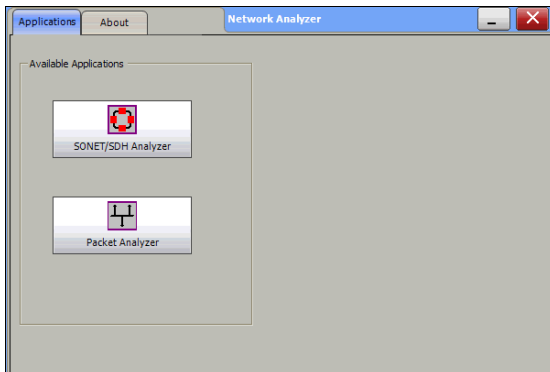 Applications
About
Network Analyzer
Available Applications
SONET/SDH Analyzer
Packet Analyzer